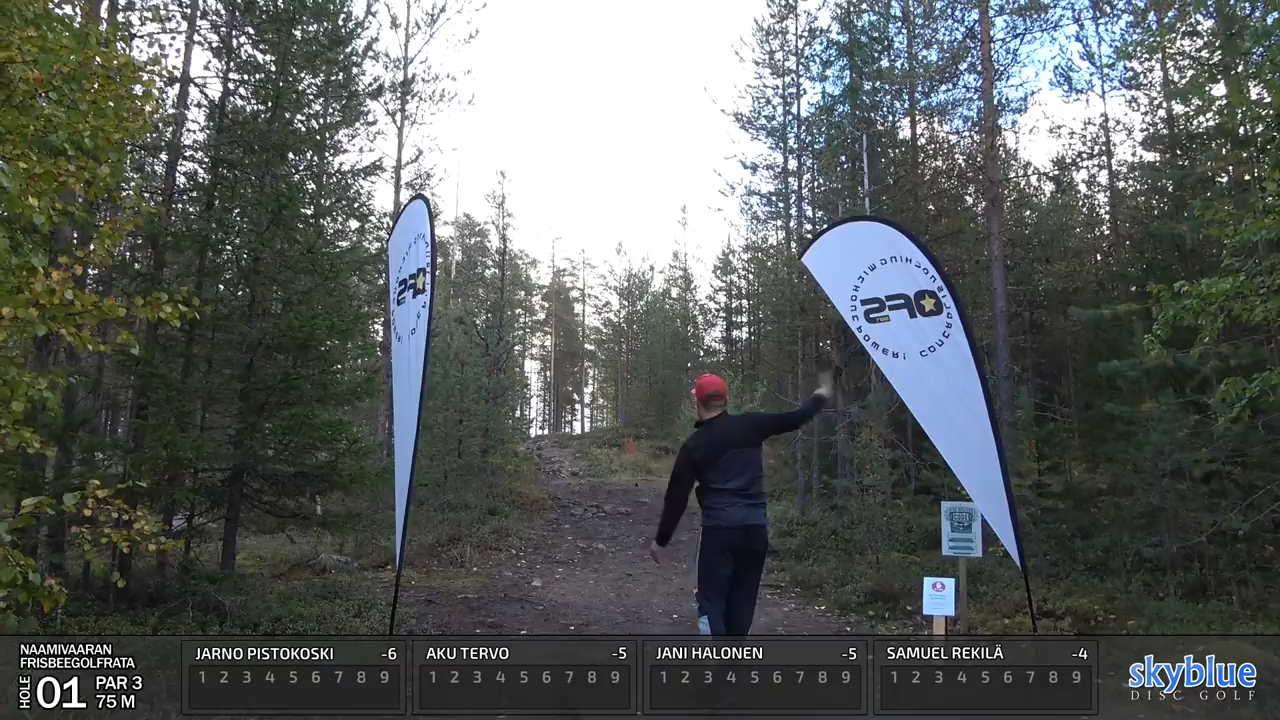 OFS
OFS
NAAMIVAARAN
FRISBEEGOLFRATA
HOLE 01 PAR 3
75 M
JARNO PISTOKOSKI -6
1 2 3 4 5 6 7 8 9
AKU TERVO -5
1 2 3 4 5 6 7 8 9
JANI HALONEN -5
1 2 3 4 5 6 7 8 9
SAMUEL REKILÄ -4
1 2 3 4 5 6 7 8 9
skyblue
DISC GOLF